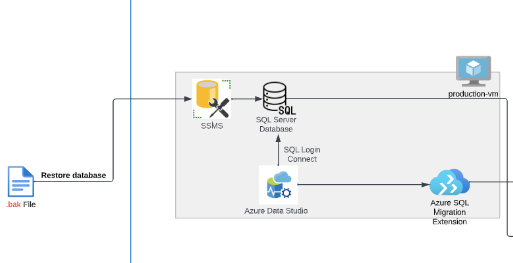 production-vm
SSMS
SQL
SQL Server
Database
SQL Login
Connect
Restore database
.bak File
Azure Data Studio
Azure SQL
Migration
Extension